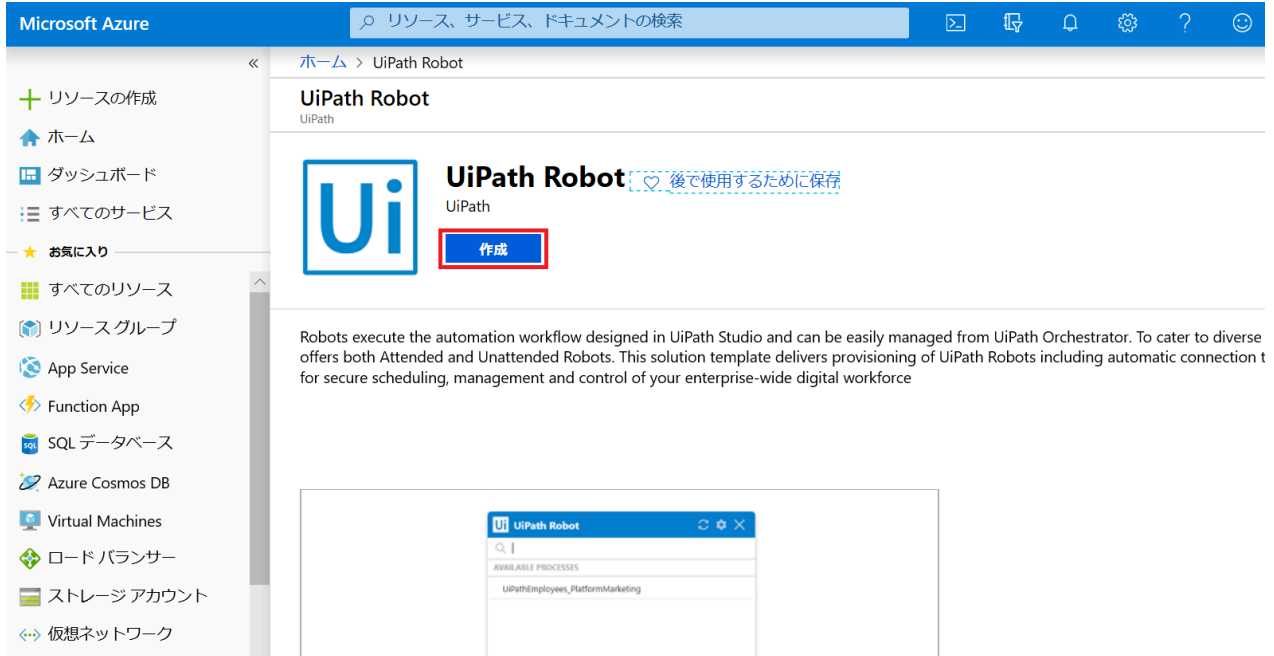 Microsoft Azure
リソース、サービス、ドキュメントの検索
«
リソースの作成
ホーム
ダッシュボード
すべてのサービス
お気に入り
すべてのリソース
リソース グループ
App Service
Function App
SQL データベース
Azure Cosmos DB
Virtual Machines
ロード バランサー
ストレージ アカウント
仮想ネットワーク
ホーム > UiPath Robot
UiPath Robot
UiPath
Ui
UiPath Robot
後で使用するために保存
UiPath
作成
Robots execute the automation workflow designed in UiPath Studio and can be easily managed from UiPath Orchestrator. To cater to diverse
offers both Attended and Unattended Robots. This solution template delivers provisioning of UiPath Robots including automatic connection t
for secure scheduling, management and control of your enterprise-wide digital workforce
Ui UiPath Robot
AVAILABLE PROCESSES
UiPathEmployees_PlatformMarketing